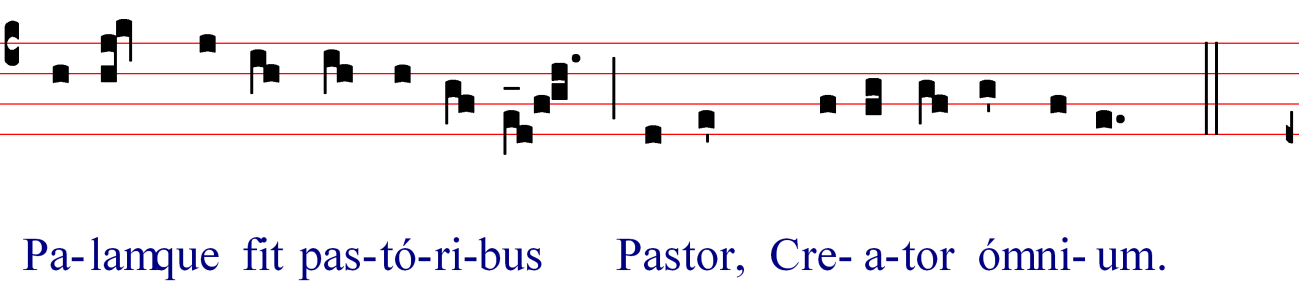 Pa-lamque fit pas-tó-ri-bus Pastor, Cre- a-tor ómni- um.